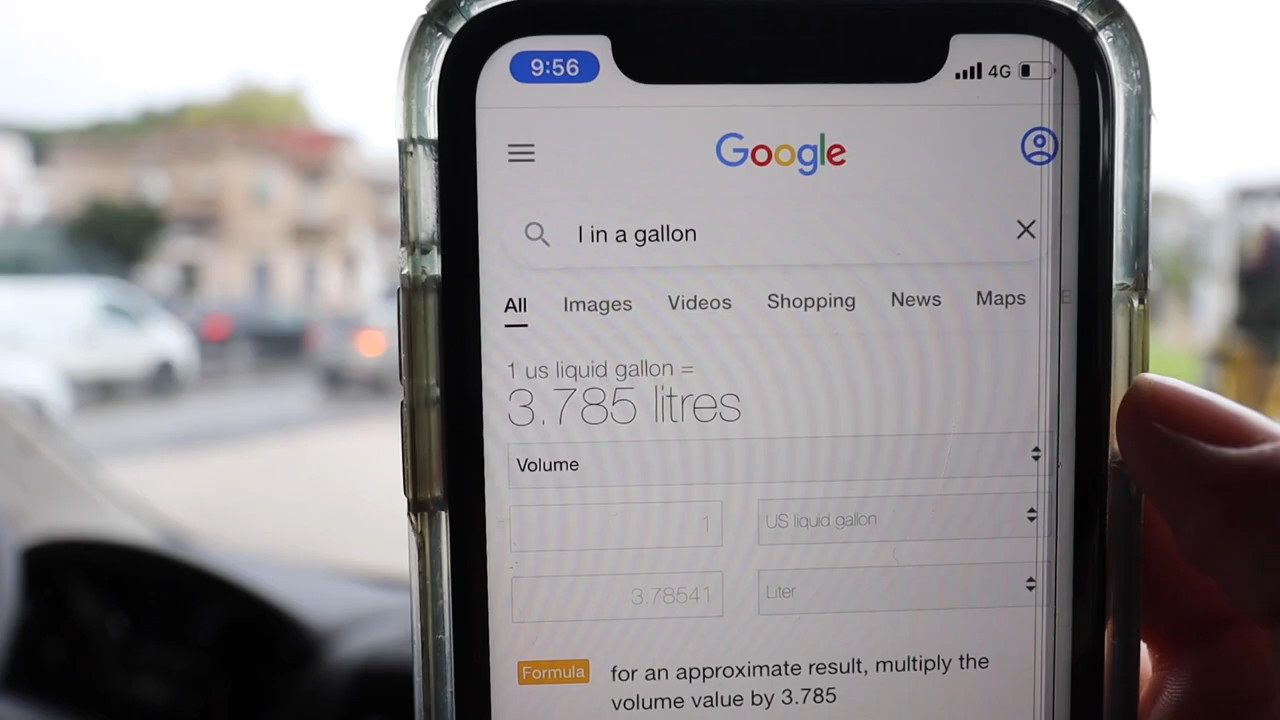 9:56
4G
Google
l in a gallon
All Images Videos Shopping News Maps B
1 us liquid gallon =
3.785 litres
Volume
1 US liquid gallon
3.78541 Liter
Formula for an approximate result, multiply the
volume value by 3.785